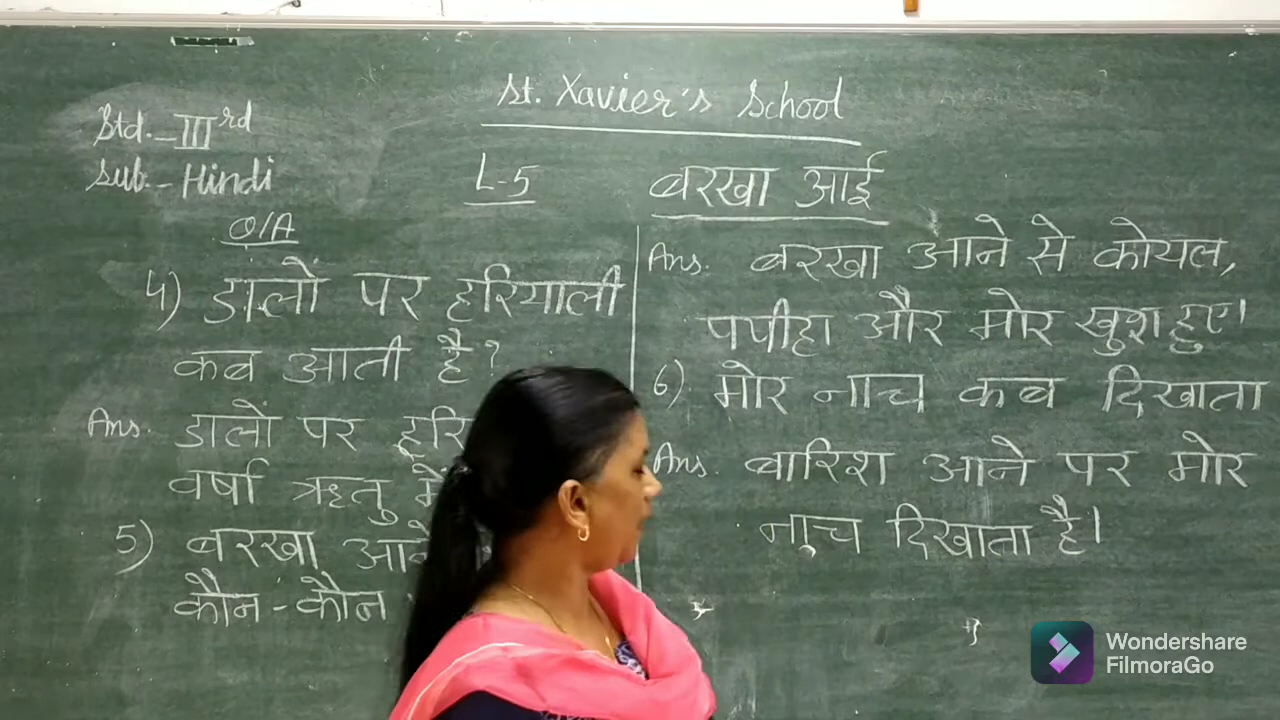 St. Xavier's School
Std. - IIIrd
Sub. - Hindi
L-5
बरखा आई
Q/A
4) डालों पर हरियाली
कब आती है?
Ans. डालों पर
वर्षा ऋतु में
5) बरखा
कौन-कौन
Ans. बरखा आने से कोयल,
पपीहा और मोर खुश हुए।
6) मोर नाच कब दिखाता
Ans. बारिश आने पर मोर
नाच दिखाता है।
Wondershare
FilmoraGo